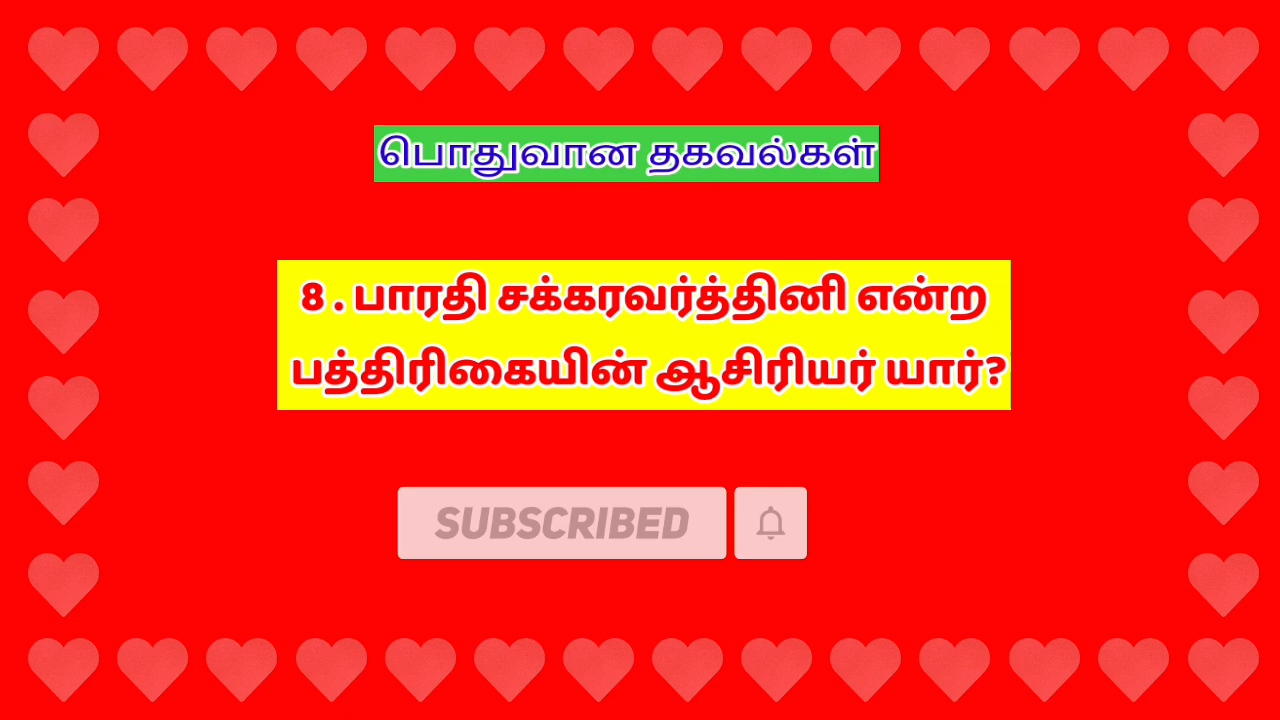 பொதுவான தகவல்கள்
8 . பாரதி சக்கரவர்த்தினி என்ற
பத்திரிகையின் ஆசிரியர் யார்?
SUBSCRIBED